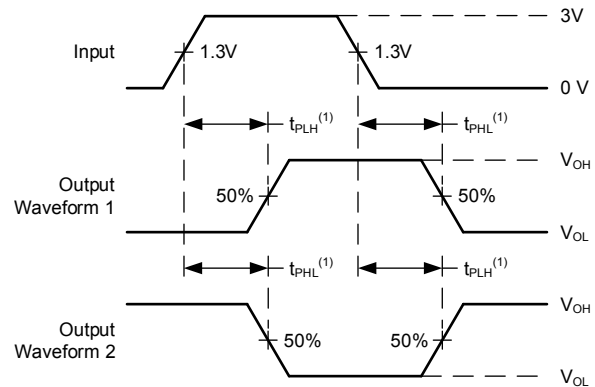 3V
Input
1.3V
1.3V
0 V
tPLH(1)
tPHL(1)
VOH
Output
Waveform 1
50%
50%
VOL
tPHL(1)
tPLH(1)
VOH
Output
Waveform 2
50%
50%
VOL